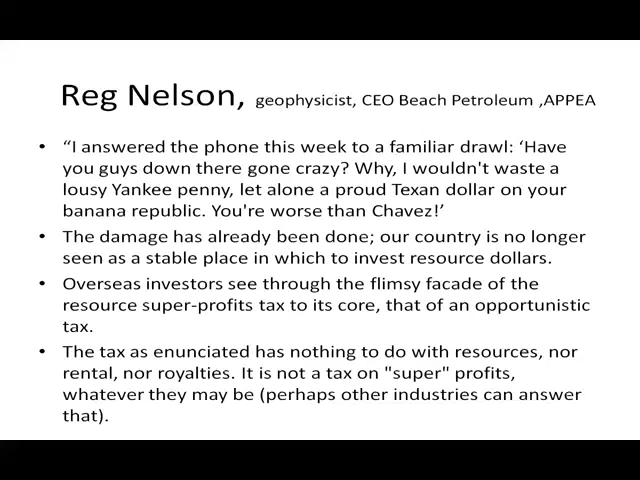 Reg Nelson, geophysicist, CEO Beach Petroleum ,APPEA
• “I answered the phone this week to a familiar drawl: ‘Have
you guys down there gone crazy? Why, I wouldn't waste a
lousy Yankee penny, let alone a proud Texan dollar on your
banana republic. You're worse than Chavez!’
• The damage has already been done; our country is no longer
seen as a stable place in which to invest resource dollars.
• Overseas investors see through the flimsy facade of the
resource super-profits tax to its core, that of an opportunistic
tax.
• The tax as enunciated has nothing to do with resources, nor
rental, nor royalties. It is not a tax on "super" profits,
whatever they may be (perhaps other industries can answer
that).